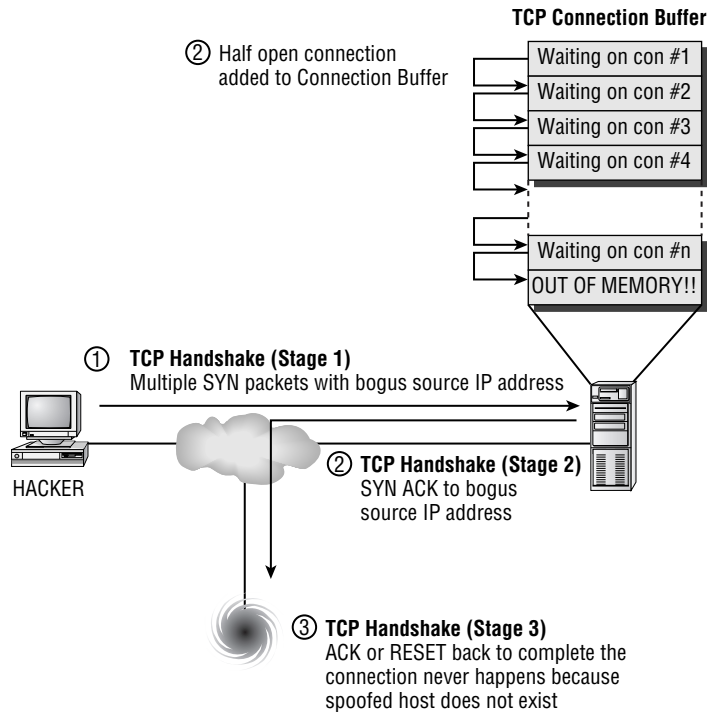 TCP Connection Buffer
② Half open connection
added to Connection Buffer
Waiting on con #1
Waiting on con #2
Waiting on con #3
Waiting on con #4
Waiting on con #n
OUT OF MEMORY!!
① TCP Handshake (Stage 1)
Multiple SYN packets with bogus source IP address
HACKER
② TCP Handshake (Stage 2)
SYN ACK to bogus
source IP address
③ TCP Handshake (Stage 3)
ACK or RESET back to complete the
connection never happens because
spoofed host does not exist